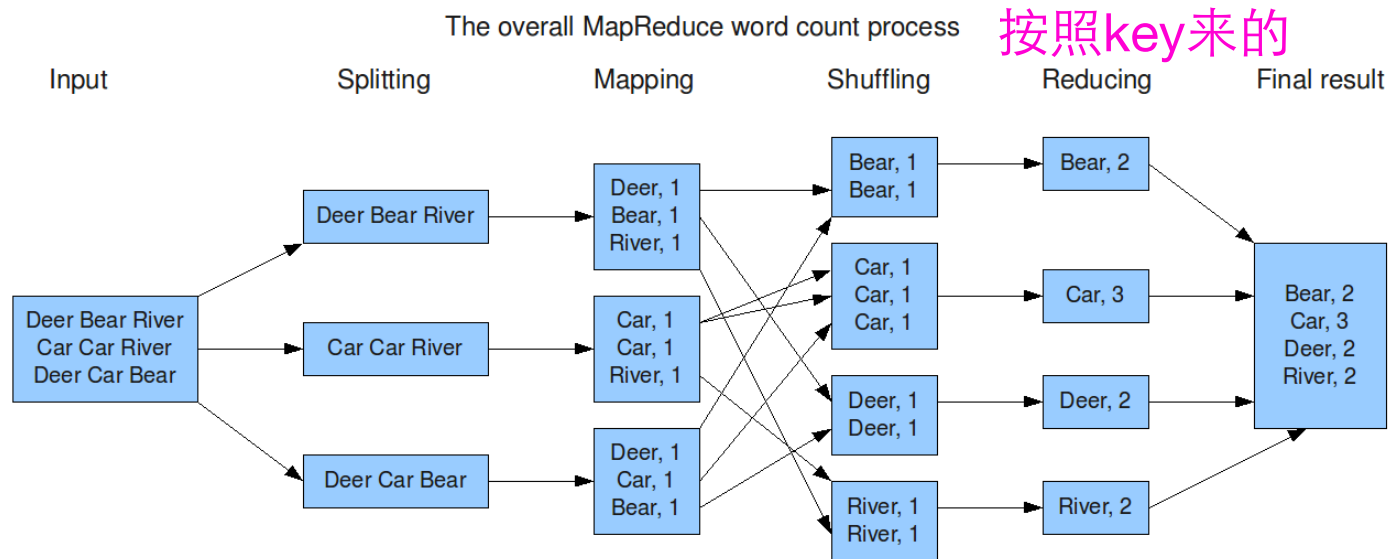 The overall MapReduce word count process
按照key来的
Input
Splitting
Mapping
Shuffling
Reducing
Final result
Deer Bear River
Car Car River
Deer Car Bear
Deer Bear River
Car Car River
Deer Car Bear
Deer, 1
Bear, 1
River, 1
Car, 1
Car, 1
River, 1
Deer, 1
Car, 1
Bear, 1
Bear, 1
Bear, 1
Car, 1
Car, 1
Car, 1
Deer, 1
Deer, 1
River, 1
River, 1
Bear, 2
Car, 3
Deer, 2
River, 2
Bear, 2
Car, 3
Deer, 2
River, 2